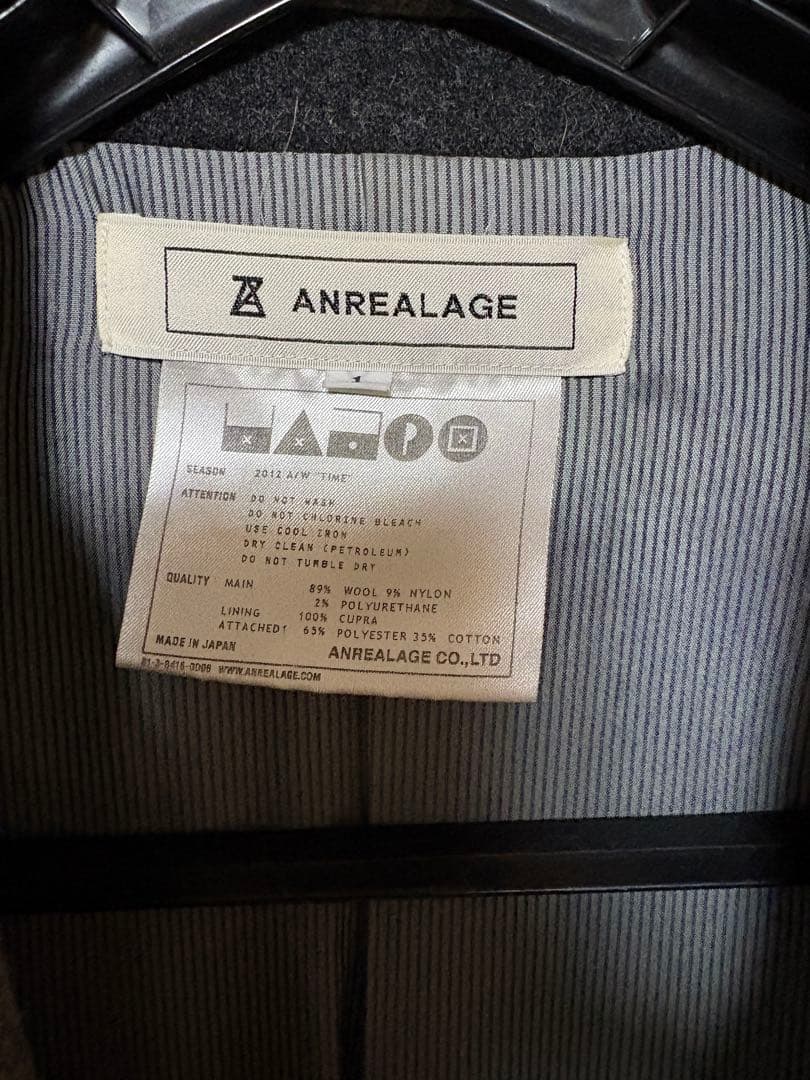 ANREALAGE
P
SEASON 2012 A/W "TIME"
ATTENTION DO NOT WASH
DO NOT CHLORINE BLEACH
USE COOL IRON
DRY CLEAN (PETROLEUM)
DO NOT TUMBLE DRY
QUALITY MAIN 89% WOOL 9% NYLON
2% POLYURETHANE
LINING 100% CUPRA
ATTACHED1 65% POLYESTER 35% COTTON
MADE IN JAPAN ANREALAGE CO.,LTD
WWW.ANREALAGE.COM